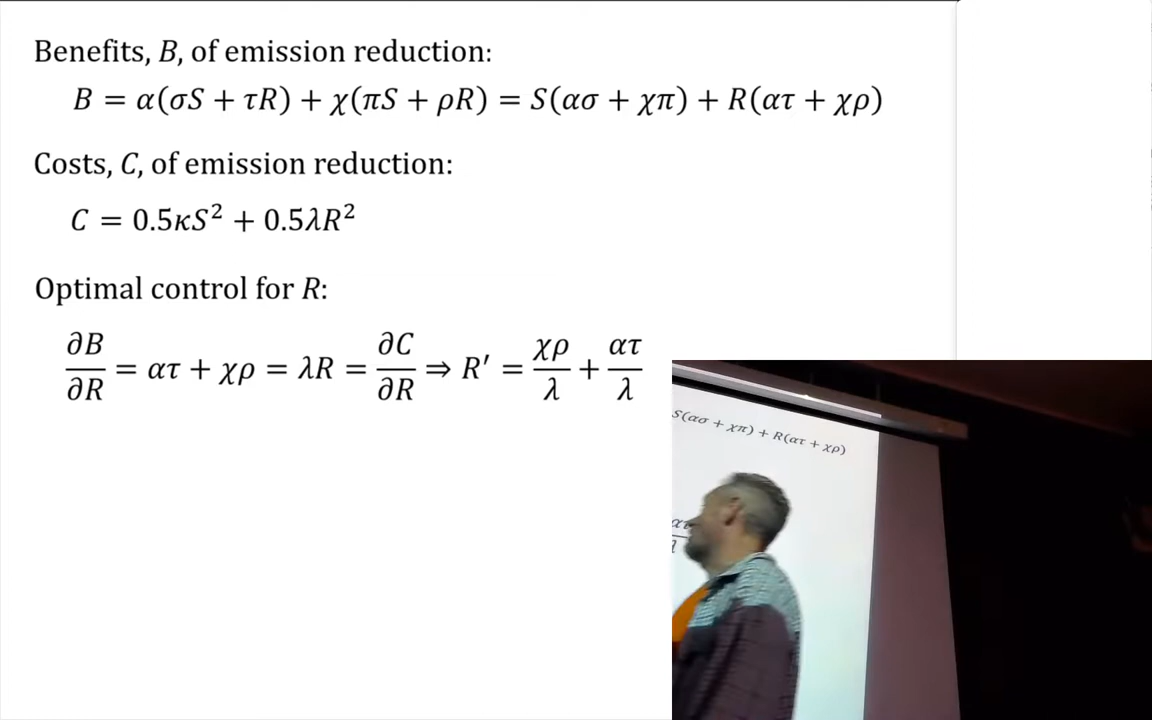 Benefits, B, of emission reduction:
B = α(σS + τR) + χ(πS + ρR) = S(ασ + χπ) + R(ατ + χρ)
Costs, C, of emission reduction:
C = 0.5κS² + 0.5λR²
Optimal control for R:
∂B/∂R = ατ + χρ = λR = ∂C/∂R ⇒ R′ = χρ/λ + ατ/λ
S(ασ + χπ) + R(ατ + χρ)